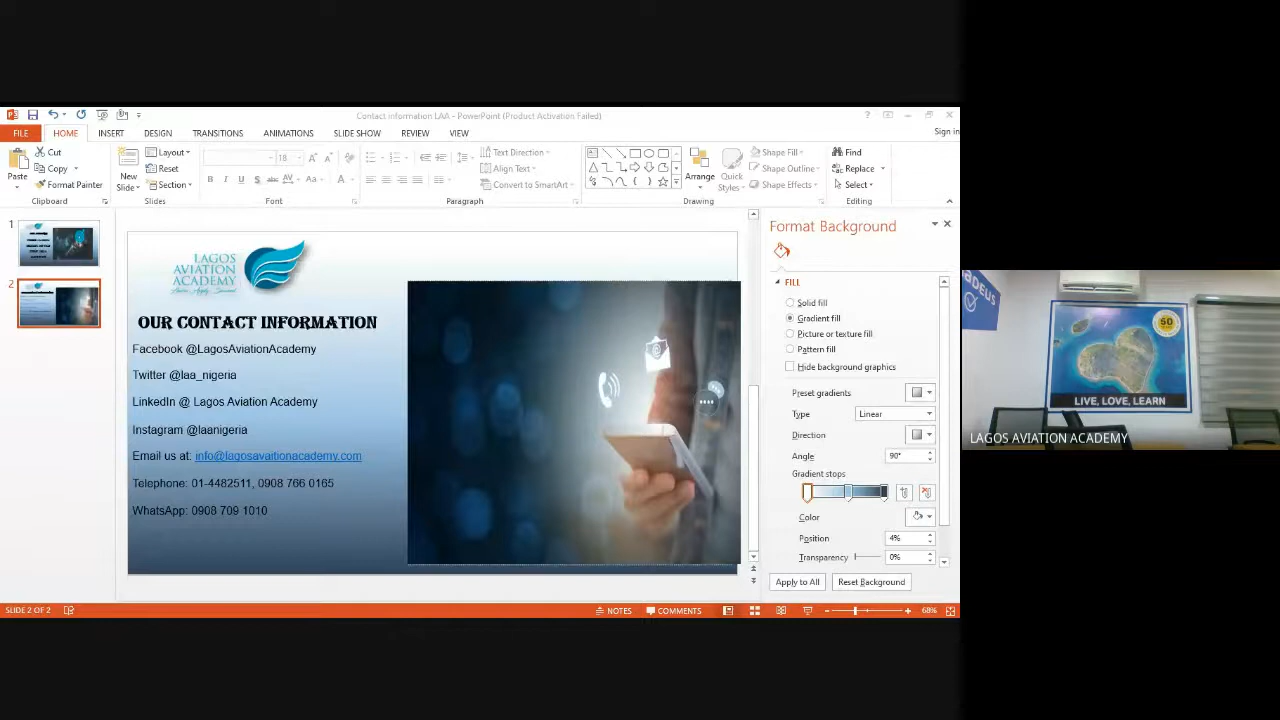 Contact information LAA - PowerPoint (Product Activation Failed)
FILE
HOME
INSERT
DESIGN
TRANSITIONS
ANIMATIONS
SLIDE SHOW
REVIEW
VIEW
Sign in
Paste
Cut
Copy
Format Painter
Clipboard
New Slide
Layout
Reset
Section
Slides
18
Font
Text Direction
Align Text
Convert to SmartArt
Paragraph
Arrange
Quick Styles
Shape Fill
Shape Outline
Shape Effects
Drawing
Find
Replace
Select
Editing
1
2
LAGOS
AVIATION
ACADEMY
OUR CONTACT INFORMATION
Facebook @LagosAviationAcademy
Twitter @laa_nigeria
LinkedIn @ Lagos Aviation Academy
Instagram @laanigeria
Email us at: info@lagosavaitionacademy.com
Telephone: 01-4482511, 0908 766 0165
WhatsApp: 0908 709 1010
Format Background
FILL
Solid fill
Gradient fill
Picture or texture fill
Pattern fill
Hide background graphics
Preset gradients
Type Linear
Direction
Angle 90°
Gradient stops
Color
Position 4%
Transparency 0%
Apply to All
Reset Background
SLIDE 2 OF 2
NOTES
COMMENTS
68%
adeus
50
LIVE, LOVE, LEARN
LAGOS AVIATION ACADEMY